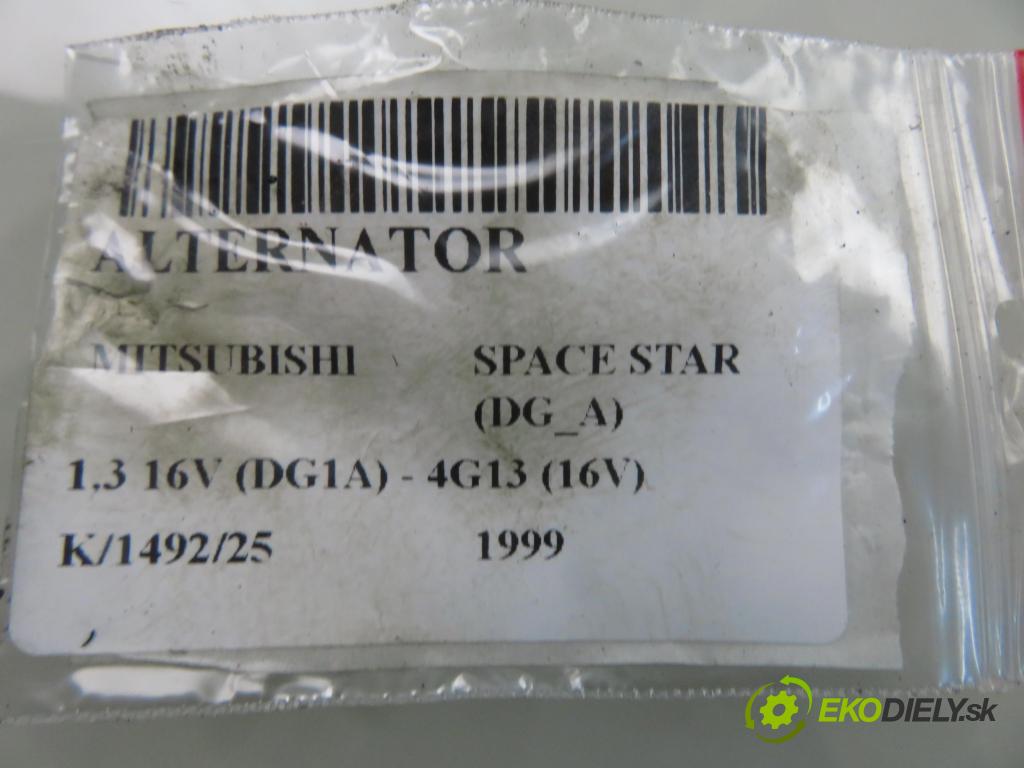 ALTERNATOR
MITSUBISHI SPACE STAR
(DG_A)
1,3 16V (DG1A) - 4G13 (16V)
K/1492/25 1999
EKODIELY.sk